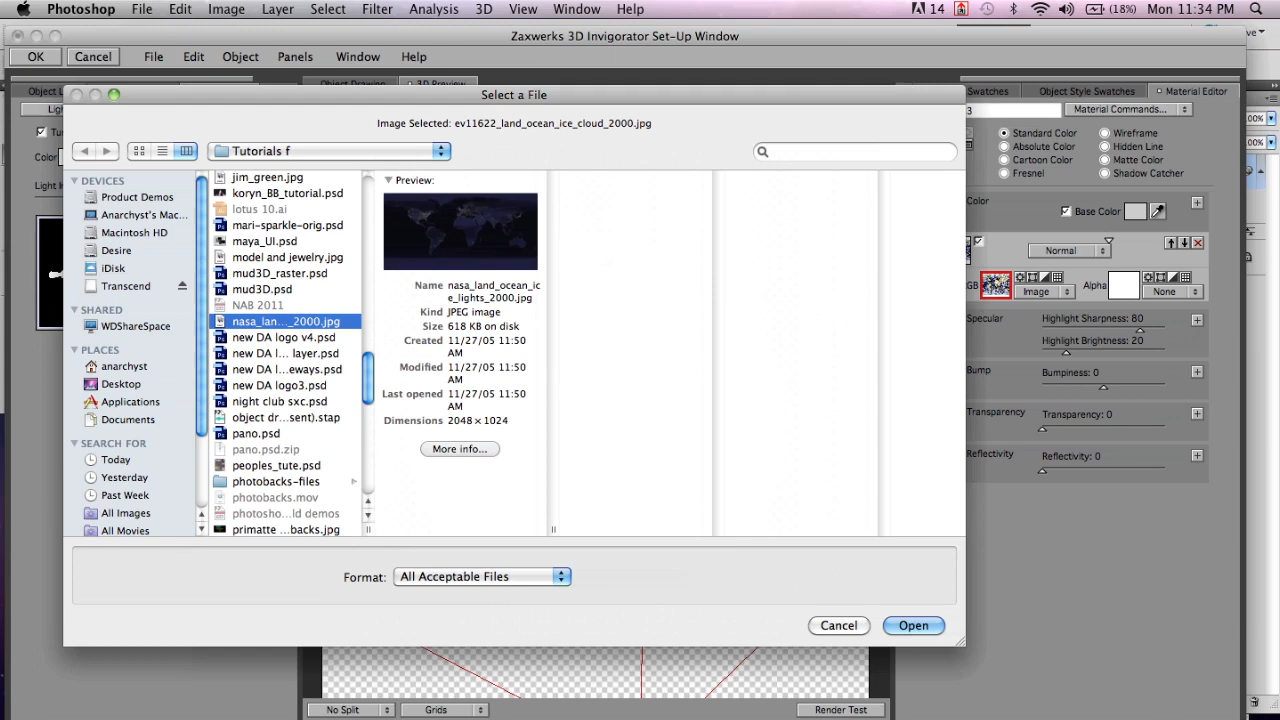 Photoshop File Edit Image Layer Select Filter Analysis 3D View Window Help 14 (18%) Mon 11:34 PM
Zaxwerks 3D Invigorator Set-Up Window
OK Cancel File Edit Object Panels Window Help
Select a File
Image Selected: ev11622_land_ocean_ice_cloud_2000.jpg
Tutorials f
DEVICES
Product Demos
Anarchyst's Mac...
Macintosh HD
Desire
iDisk
Transcend
SHARED
WDShareSpace
PLACES
anarchyst
Desktop
Applications
Documents
SEARCH FOR
Today
Yesterday
Past Week
All Images
All Movies
jim_green.jpg
koryn_BB_tutorial.psd
lotus 10.ai
mari-sparkle-orig.psd
maya_UI.psd
model and jewelry.jpg
mud3D_raster.psd
mud3D.psd
NAB 2011
nasa_lan..._2000.jpg
new DA logo v4.psd
new DA l... layer.psd
new DA l...eways.psd
new DA logo3.psd
night club sxc.psd
object dr...sent).stap
pano.psd
pano.psd.zip
peoples_tute.psd
photobacks-files
photobacks.mov
photosho...ld demos
primatte ...backs.jpg
Preview:
Name nasa_land_ocean_ic
e_lights_2000.jpg
Kind JPEG image
Size 618 KB on disk
Created 11/27/05 11:50
AM
Modified 11/27/05 11:50
AM
Last opened 11/27/05 11:50
AM
Dimensions 2048 × 1024
More info...
Format: All Acceptable Files
Cancel Open
Swatches Object Style Swatches Material Editor
3 Material Commands...
Standard Color Wireframe
Absolute Color Hidden Line
Cartoon Color Matte Color
Fresnel Shadow Catcher
Color Base Color
Normal
GB Image Alpha None
Specular Highlight Sharpness: 80
Highlight Brightness: 20
Bump Bumpiness: 0
Transparency Transparency: 0
Reflectivity Reflectivity: 0
No Split Grids Render Test